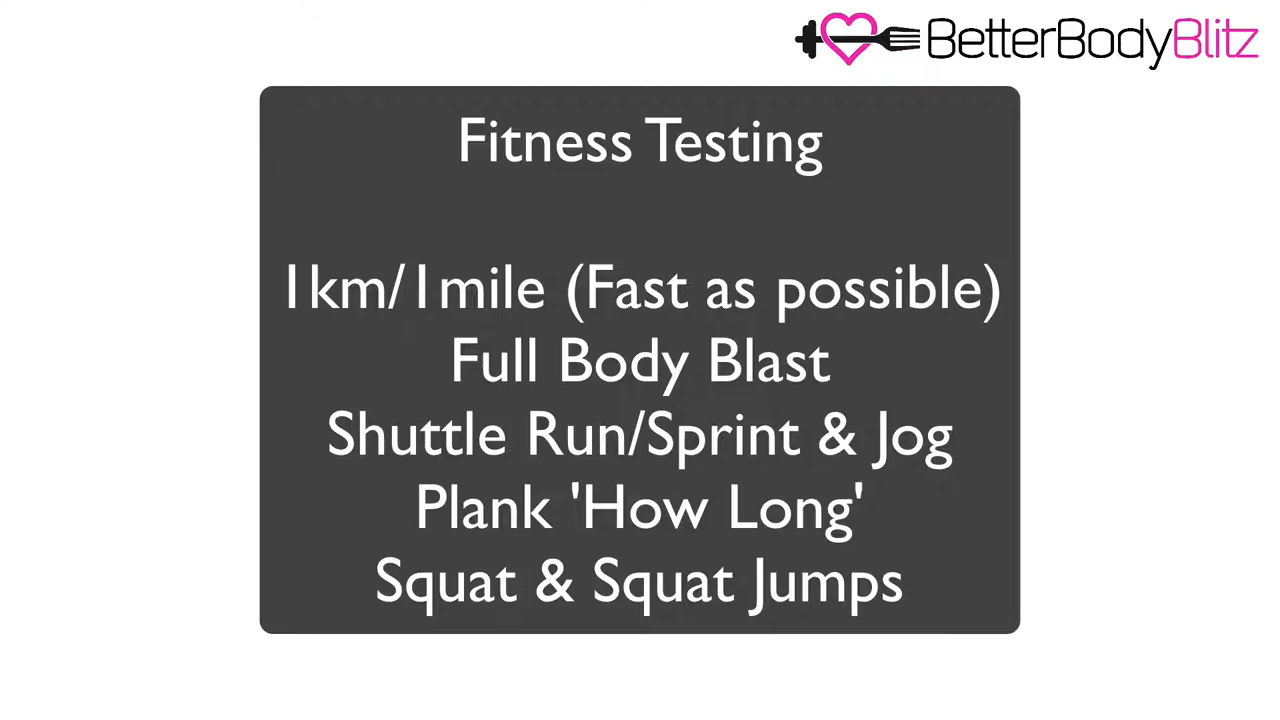 BetterBodyBlitz
Fitness Testing
1km/1mile (Fast as possible)
Full Body Blast
Shuttle Run/Sprint & Jog
Plank 'How Long'
Squat & Squat Jumps